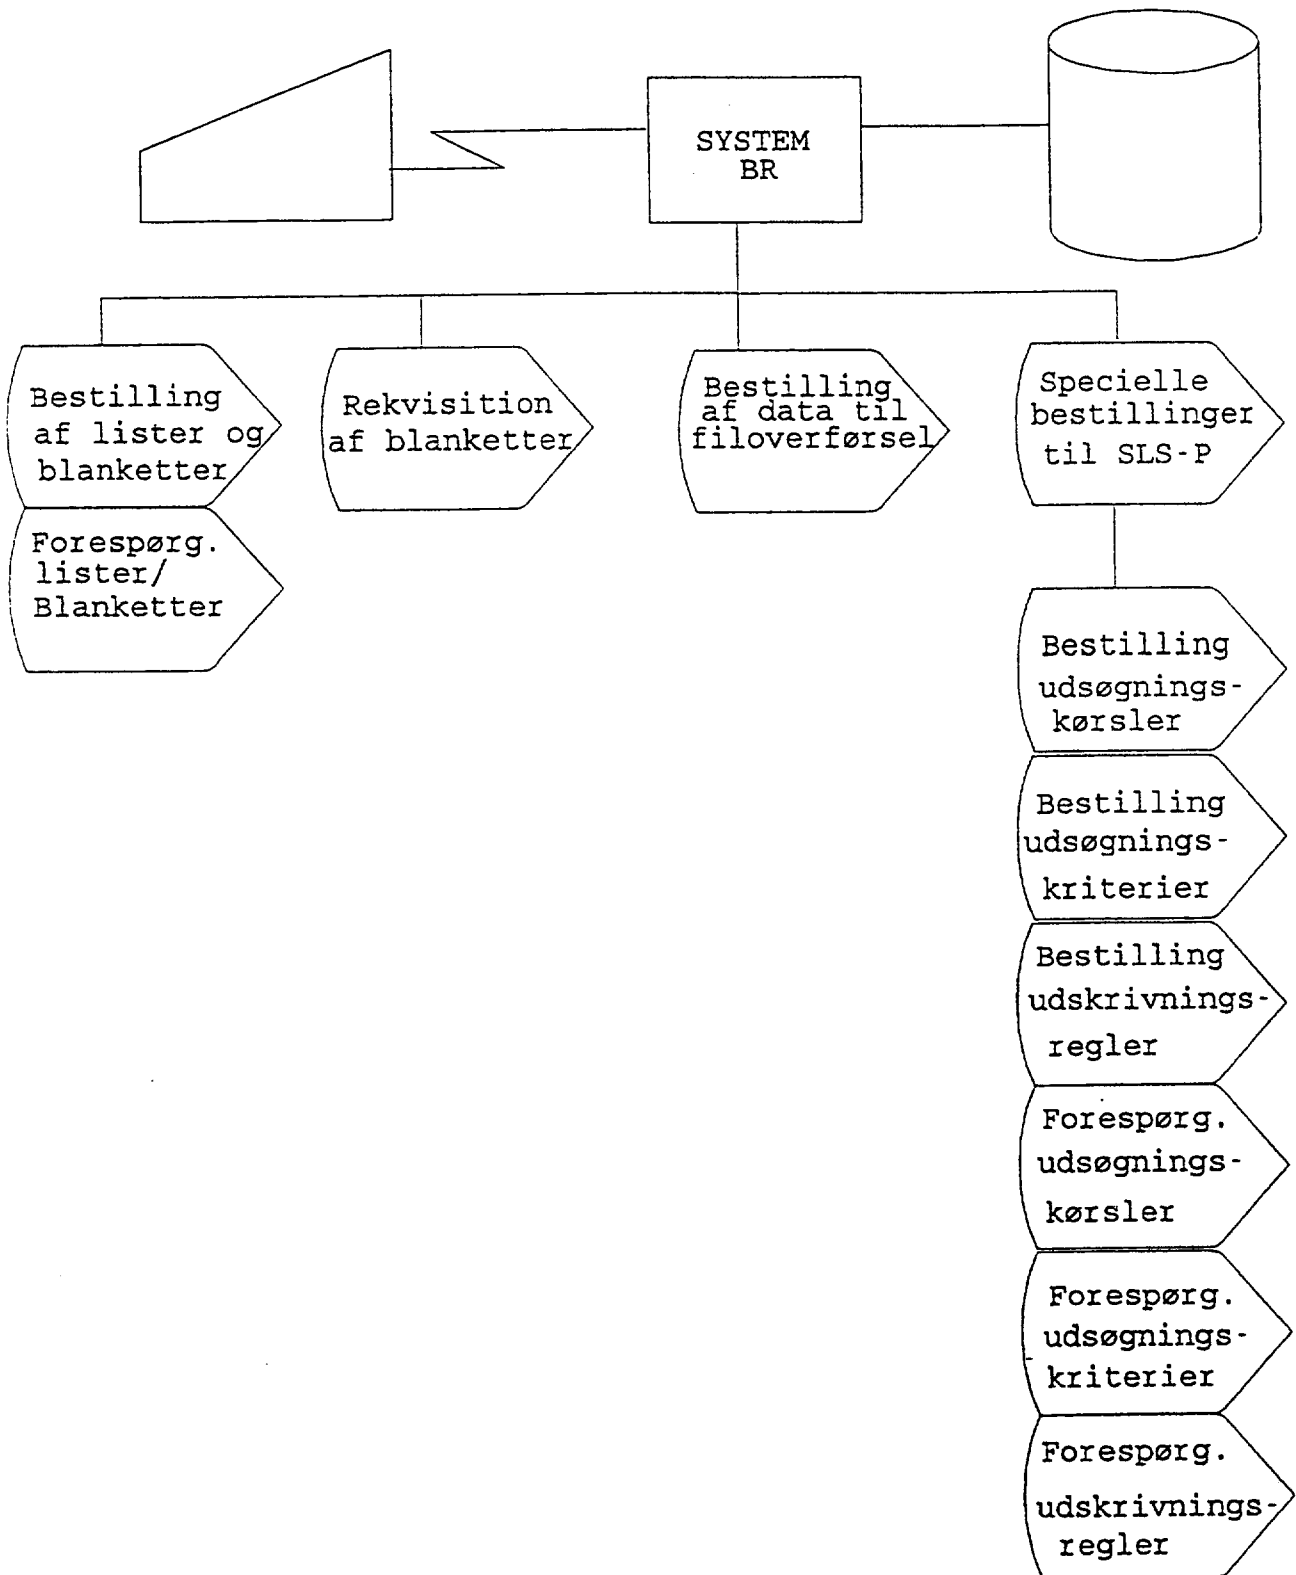 SYSTEM
BR
Bestilling
af lister og
blanketter
Forespørg.
lister/
Blanketter
Rekvisition
af blanketter
Bestilling
af data til
filoverførsel
Specielle
bestillinger
til SLS-P
Bestilling
udsøgnings-
kørsler
Bestilling
udsøgnings-
kriterier
Bestilling
udskrivnings-
regler
Forespørg.
udsøgnings-
kørsler
Forespørg.
udsøgnings-
kriterier
Forespørg.
udskrivnings-
regler